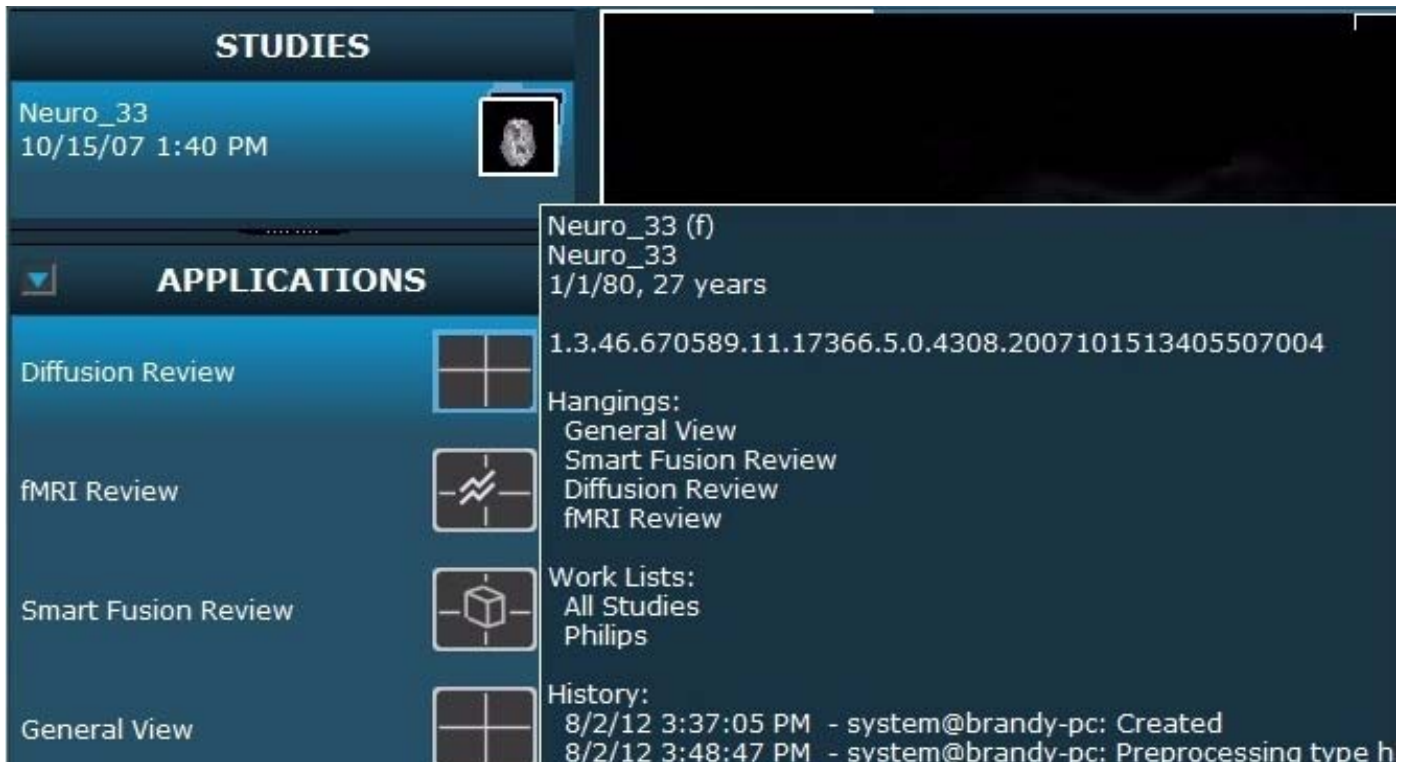 STUDIES
Neuro_33
10/15/07 1:40 PM
APPLICATIONS
Diffusion Review
fMRI Review
Smart Fusion Review
General View
Neuro_33 (f)
Neuro_33
1/1/80, 27 years
1.3.46.670589.11.17366.5.0.4308.2007101513405507004
Hangings:
General View
Smart Fusion Review
Diffusion Review
fMRI Review
Work Lists:
All Studies
Philips
History:
8/2/12 3:37:05 PM - system@brandy-pc: Created
8/2/12 3:48:47 PM - system@brandy-pc: Preprocessing type h